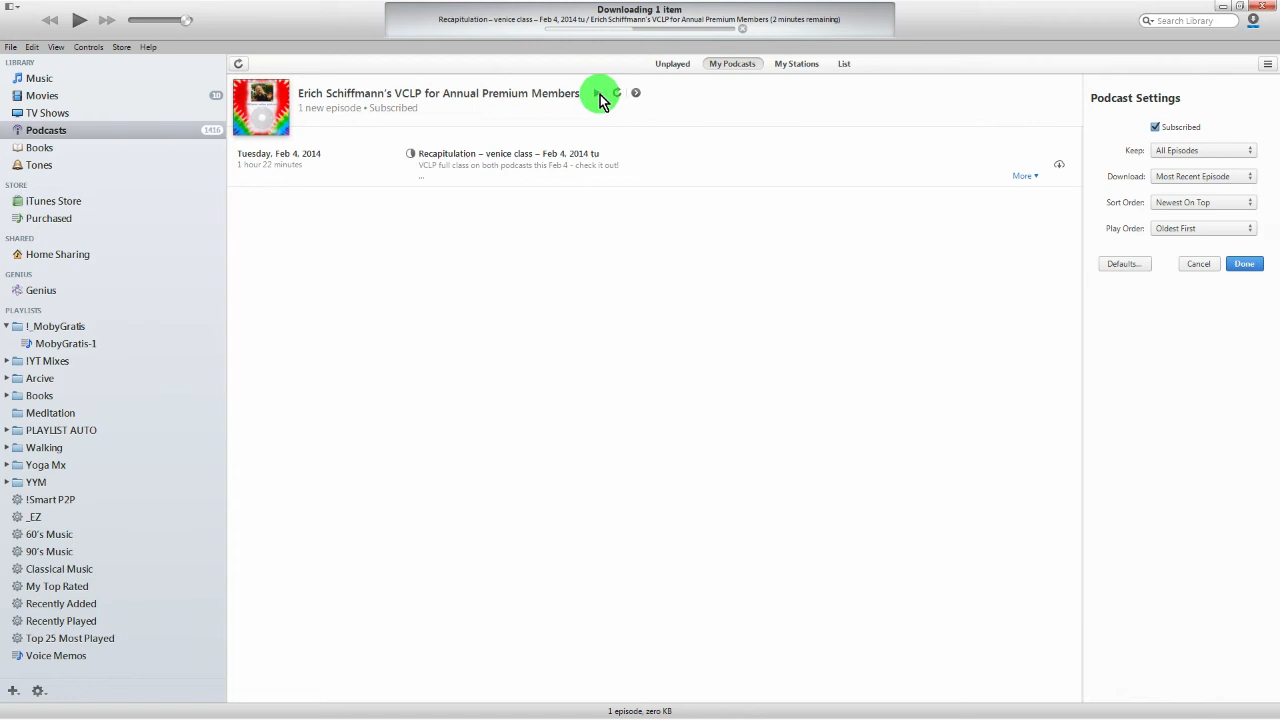 Downloading 1 item
Recapitulation – venice class – Feb 4, 2014 tu / Erich Schiffmann's VCLP for Annual Premium Members (2 minutes remaining)
Search Library
File Edit View Controls Store Help
LIBRARY
Music
Movies 10
TV Shows
Podcasts 1416
Books
Tones
STORE
iTunes Store
Purchased
SHARED
Home Sharing
GENIUS
Genius
PLAYLISTS
!_MobyGratis
MobyGratis-1
!YT Mixes
Arcive
Books
Meditation
PLAYLIST AUTO
Walking
Yoga Mx
YYM
!Smart P2P
_EZ
60's Music
90's Music
Classical Music
My Top Rated
Recently Added
Recently Played
Top 25 Most Played
Voice Memos
Unplayed My Podcasts My Stations List
Erich Schiffmann's VCLP for Annual Premium Members
1 new episode • Subscribed
Tuesday, Feb 4, 2014
1 hour 22 minutes
Recapitulation – venice class – Feb 4, 2014 tu
VCLP full class on both podcasts this Feb 4 - check it out!
...
More
Podcast Settings
Subscribed
Keep: All Episodes
Download: Most Recent Episode
Sort Order: Newest On Top
Play Order: Oldest First
Defaults... Cancel Done
1 episode, zero KB